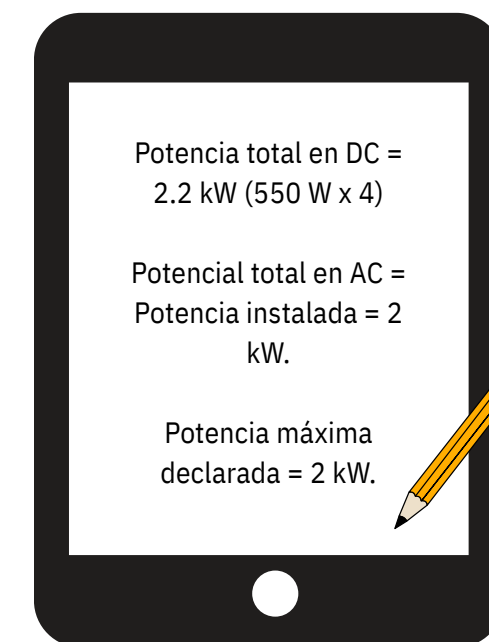 Potencia total en DC =
2.2 kW (550 W x 4)
Potencial total en AC =
Potencia instalada = 2
kW.
Potencia máxima
declarada = 2 kW.